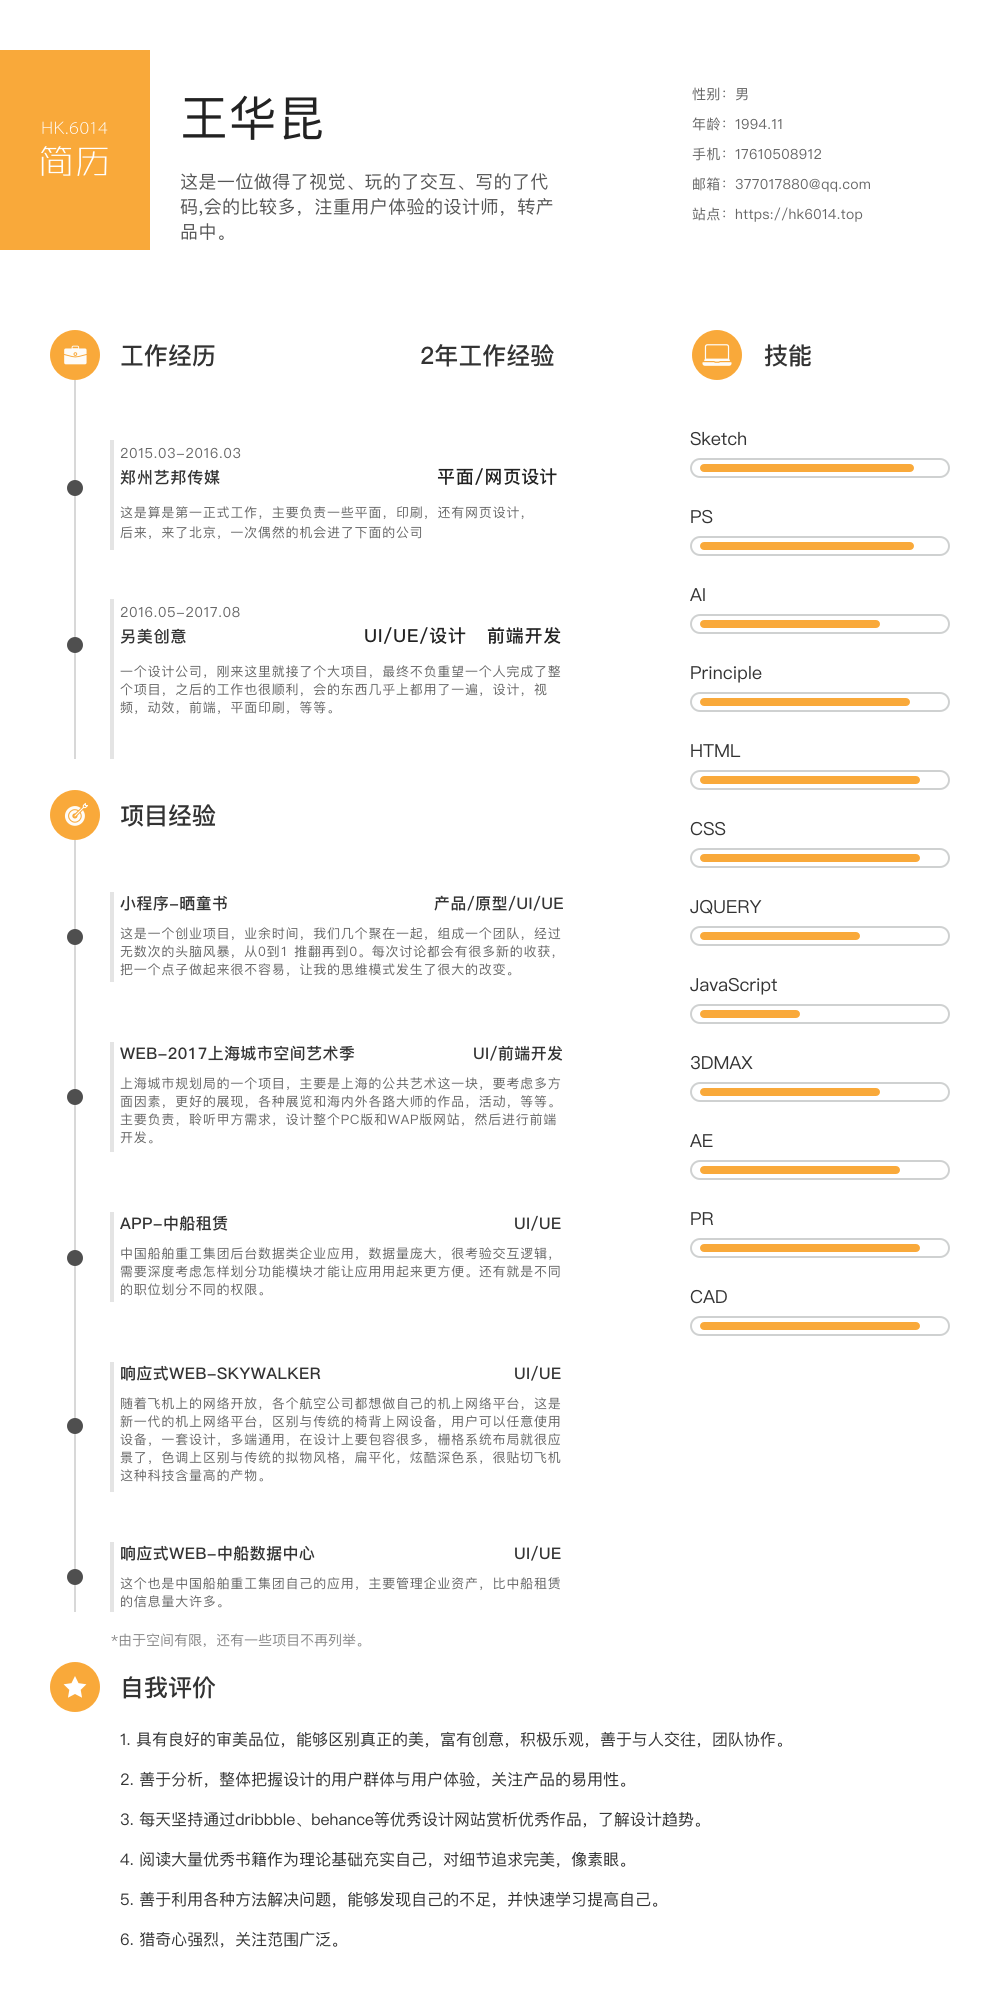 HK.6014
简历
王华昆
这是一位做得了视觉、玩的了交互、写的了代
码,会的比较多，注重用户体验的设计师，转产
品中。
性别：男
年龄：1994.11
手机：17610508912
邮箱：377017880@qq.com
站点：https://hk6014.top
工作经历 2年工作经验
2015.03-2016.03
郑州艺邦传媒 平面/网页设计
这是算是第一正式工作，主要负责一些平面，印刷，还有网页设计，
后来，来了北京，一次偶然的机会进了下面的公司
2016.05-2017.08
另美创意 UI/UE/设计 前端开发
一个设计公司，刚来这里就接了个大项目，最终不负重望一个人完成了整
个项目，之后的工作也很顺利，会的东西几乎上都用了一遍，设计，视
频，动效，前端，平面印刷，等等。
项目经验
小程序-晒童书 产品/原型/UI/UE
这是一个创业项目，业余时间，我们几个聚在一起，组成一个团队，经过
无数次的头脑风暴，从0到1 推翻再到0。每次讨论都会有很多新的收获，
把一个点子做起来很不容易，让我的思维模式发生了很大的改变。
WEB-2017上海城市空间艺术季 UI/前端开发
上海城市规划局的一个项目，主要是上海的公共艺术这一块，要考虑多方
面因素，更好的展现，各种展览和海内外各路大师的作品，活动，等等。
主要负责，聆听甲方需求，设计整个PC版和WAP版网站，然后进行前端
开发。
APP-中船租赁 UI/UE
中国船舶重工集团后台数据类企业应用，数据量庞大，很考验交互逻辑，
需要深度考虑怎样划分功能模块才能让应用用起来更方便。还有就是不同
的职位划分不同的权限。
响应式WEB-SKYWALKER UI/UE
随着飞机上的网络开放，各个航空公司都想做自己的机上网络平台，这是
新一代的机上网络平台，区别与传统的椅背上网设备，用户可以任意使用
设备，一套设计，多端通用，在设计上要包容很多，栅格系统布局就很应
景了，色调上区别与传统的拟物风格，扁平化，炫酷深色系，很贴切飞机
这种科技含量高的产物。
响应式WEB-中船数据中心 UI/UE
这个也是中国船舶重工集团自己的应用，主要管理企业资产，比中船租赁
的信息量大许多。
*由于空间有限，还有一些项目不再列举。
技能
Sketch
PS
AI
Principle
HTML
CSS
JQUERY
JavaScript
3DMAX
AE
PR
CAD
自我评价
1. 具有良好的审美品位，能够区别真正的美，富有创意，积极乐观，善于与人交往，团队协作。
2. 善于分析，整体把握设计的用户群体与用户体验，关注产品的易用性。
3. 每天坚持通过dribbble、behance等优秀设计网站赏析优秀作品，了解设计趋势。
4. 阅读大量优秀书籍作为理论基础充实自己，对细节追求完美，像素眼。
5. 善于利用各种方法解决问题，能够发现自己的不足，并快速学习提高自己。
6. 猎奇心强烈，关注范围广泛。